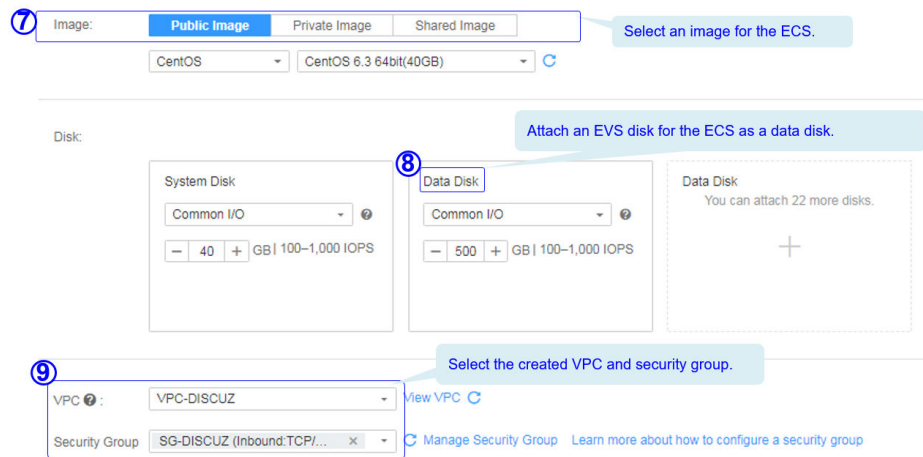 ⑦ Image: Public Image Private Image Shared Image Select an image for the ECS.
CentOS CentOS 6.3 64bit(40GB)
Disk: Attach an EVS disk for the ECS as a data disk.
⑧
System Disk Data Disk Data Disk
You can attach 22 more disks.
Common I/O Common I/O
− 40 + GB | 100–1,000 IOPS − 500 + GB | 100–1,000 IOPS
Select the created VPC and security group.
⑨
VPC : VPC-DISCUZ View VPC
Security Group SG-DISCUZ (Inbound:TCP/... × Manage Security Group Learn more about how to configure a security group